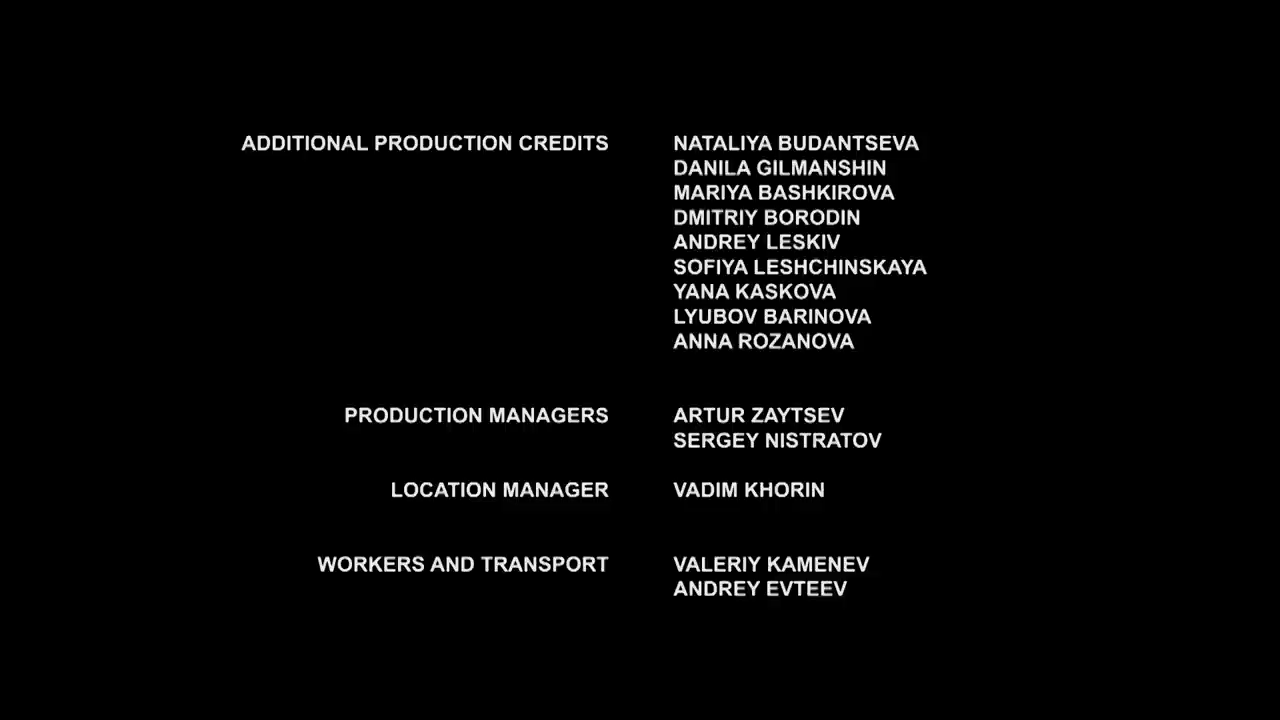 ADDITIONAL PRODUCTION CREDITS NATALIYA BUDANTSEVA
DANILA GILMANSHIN
MARIYA BASHKIROVA
DMITRIY BORODIN
ANDREY LESKIV
SOFIYA LESHCHINSKAYA
YANA KASKOVA
LYUBOV BARINOVA
ANNA ROZANOVA
PRODUCTION MANAGERS ARTUR ZAYTSEV
SERGEY NISTRATOV
LOCATION MANAGER VADIM KHORIN
WORKERS AND TRANSPORT VALERIY KAMENEV
ANDREY EVTEEV